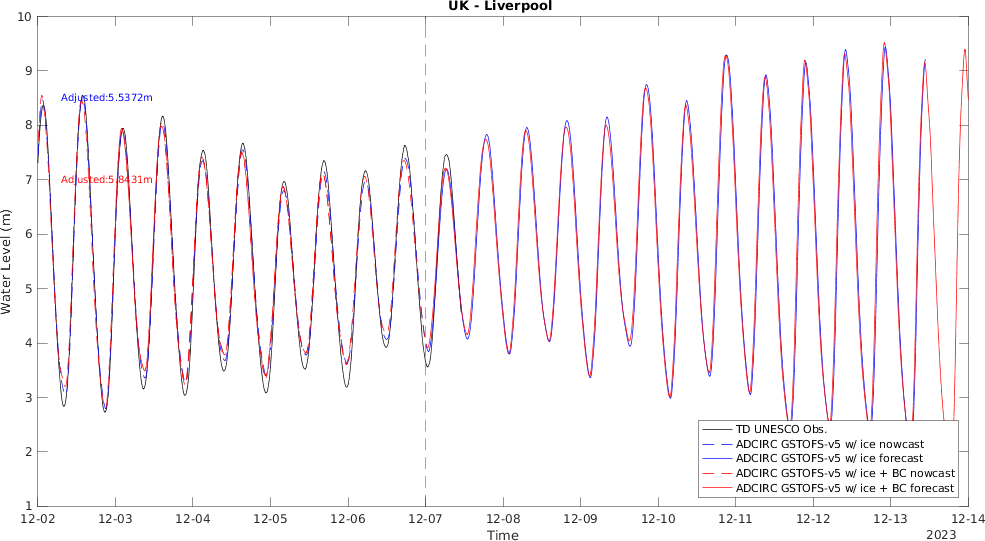 UK - Liverpool
10
9
8
7
6
5
4
3
2
1
Water Level (m)
Adjusted:5.5372m
Adjusted:5.8431m
TD UNESCO Obs.
ADCIRC GSTOFS-v5 w/ ice nowcast
ADCIRC GSTOFS-v5 w/ ice forecast
ADCIRC GSTOFS-v5 w/ ice + BC nowcast
ADCIRC GSTOFS-v5 w/ ice + BC forecast
12-02 12-03 12-04 12-05 12-06 12-07 12-08 12-09 12-10 12-11 12-12 12-13 12-14
2023
Time